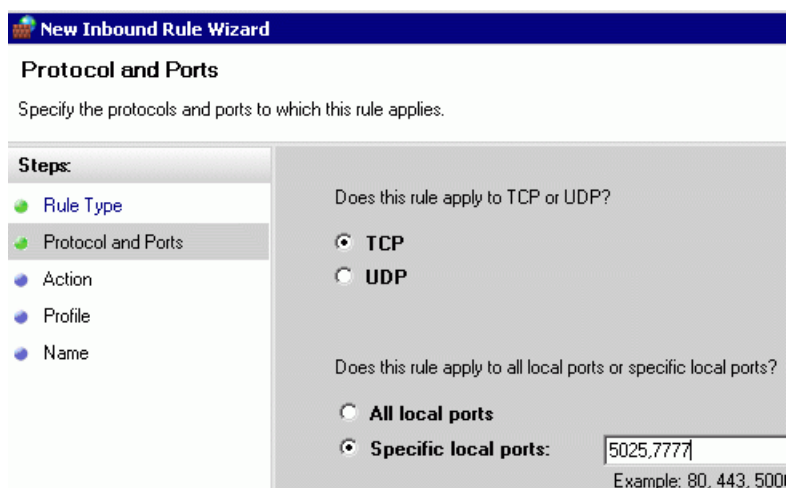 New Inbound Rule Wizard
Protocol and Ports
Specify the protocols and ports to which this rule applies.
Steps:
Rule Type
Protocol and Ports
Action
Profile
Name
Does this rule apply to TCP or UDP?
TCP
UDP
Does this rule apply to all local ports or specific local ports?
All local ports
Specific local ports: 5025,7777
Example: 80, 443, 5000